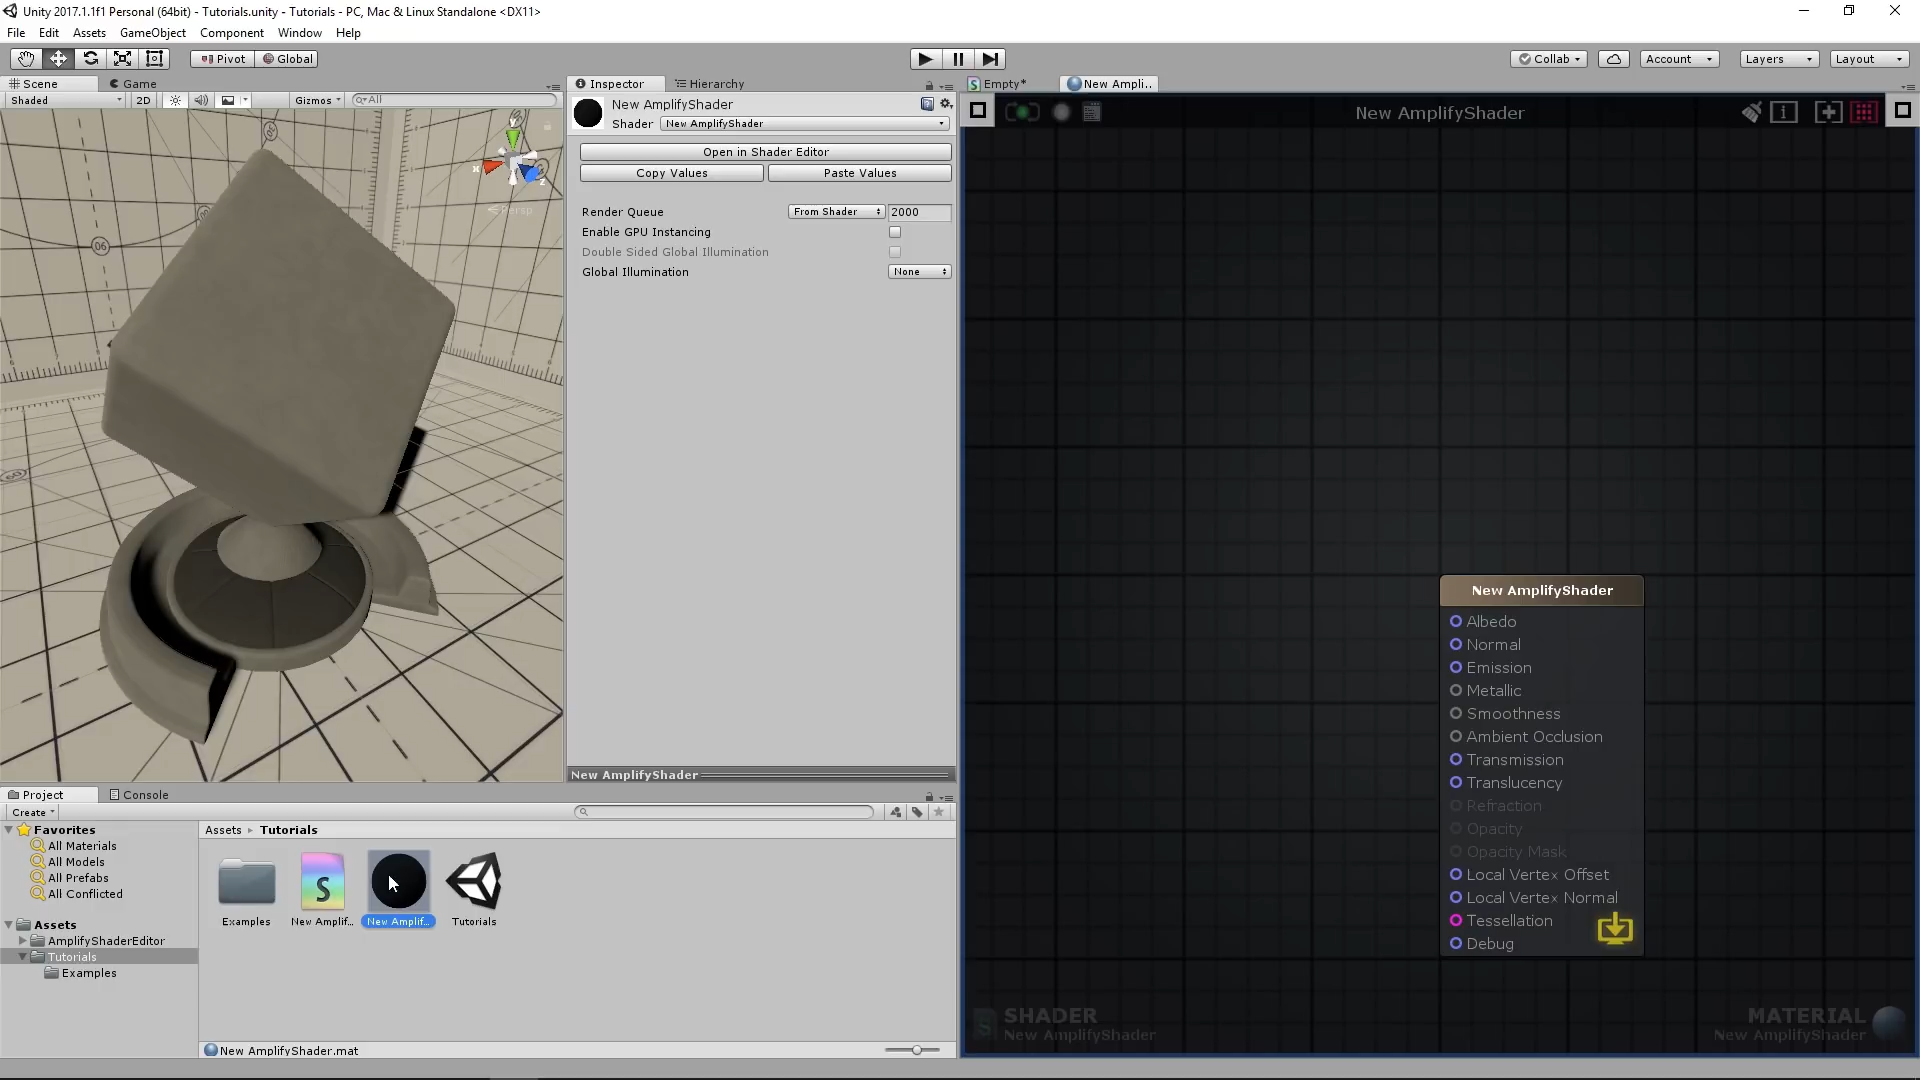 Unity 2017.1.1f1 Personal (64bit) - Tutorials.unity - Tutorials - PC, Mac & Linux Standalone <DX11>
File Edit Assets GameObject Component Window Help
Pivot Global Collab Account Layers Layout
Scene Game
Shaded 2D Gizmos All
Persp
x
z
06
Inspector Hierarchy
New AmplifyShader
Shader New AmplifyShader
Open in Shader Editor
Copy Values Paste Values
Render Queue From Shader 2000
Enable GPU Instancing
Double Sided Global Illumination
Global Illumination None
New AmplifyShader
Empty* New Ampli..
New AmplifyShader
New AmplifyShader
Albedo
Normal
Emission
Metallic
Smoothness
Ambient Occlusion
Transmission
Translucency
Refraction
Opacity
Opacity Mask
Local Vertex Offset
Local Vertex Normal
Tessellation
Debug
SHADER
New AmplifyShader
MATERIAL
New AmplifyShader
Project Console
Create
Favorites
All Materials
All Models
All Prefabs
All Conflicted
Assets
AmplifyShaderEditor
Tutorials
Examples
Assets Tutorials
Examples New Amplif... New Amplif... Tutorials
New AmplifyShader.mat